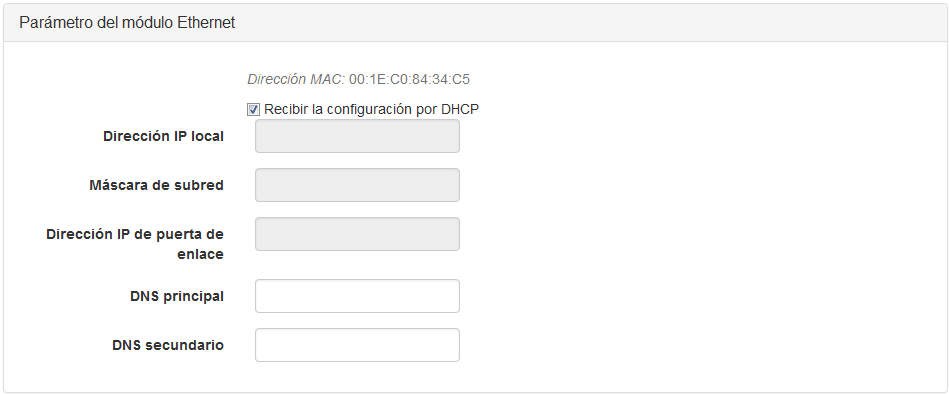 Parámetro del módulo Ethernet
Dirección MAC: 00:1E:C0:84:34:C5
Recibir la configuración por DHCP
Dirección IP local
Máscara de subred
Dirección IP de puerta de
enlace
DNS principal
DNS secundario